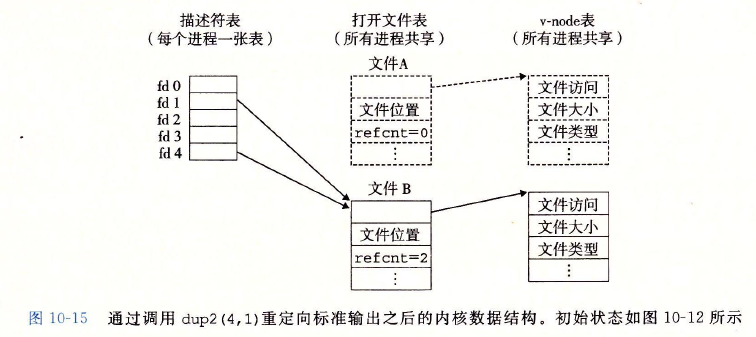 描述符表
（每个进程一张表）
打开文件表
（所有进程共享）
v-node表
（所有进程共享）
fd 0
fd 1
fd 2
fd 3
fd 4
文件A
文件位置
refcnt=0
⋮
文件访问
文件大小
文件类型
⋮
文件 B
文件位置
refcnt=2
⋮
文件访问
文件大小
文件类型
⋮
图 10-15 通过调用 dup2(4,1)重定向标准输出之后的内核数据结构。初始状态如图 10-12 所示